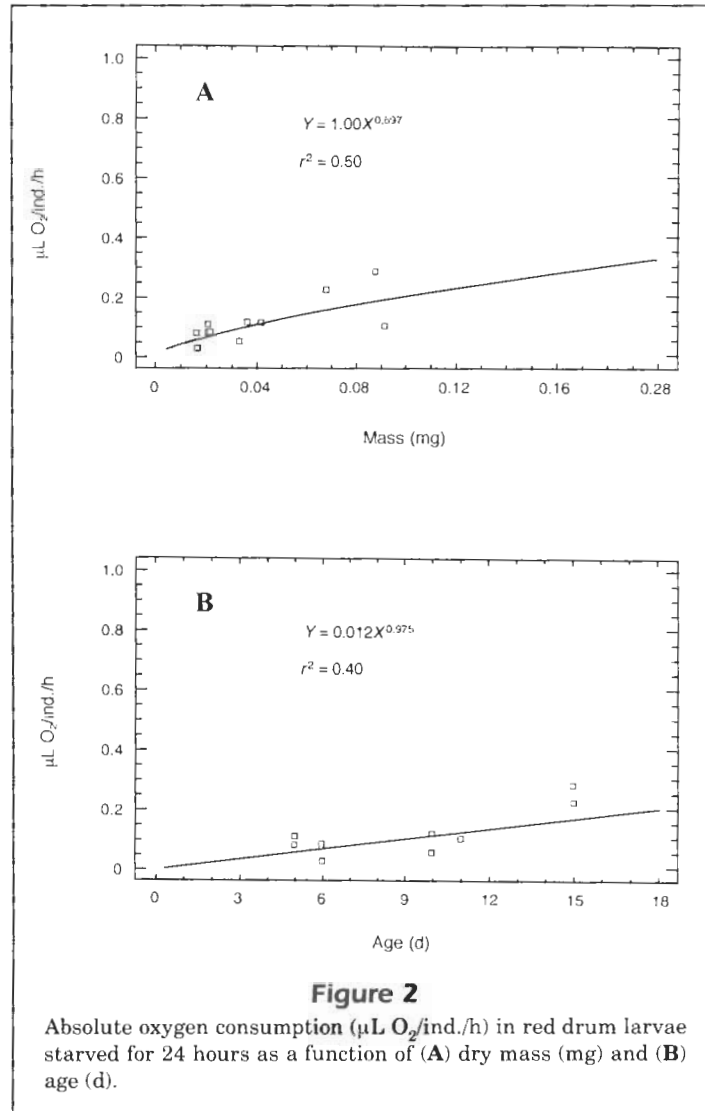 A
Y = 1.00X^0.697
r² = 0.50
1.0
0.8
0.6
0.4
0.2
0
µL O₂/ind./h
0 0.04 0.08 0.12 0.16 0.28
Mass (mg)
B
Y = 0.012X^0.975
r² = 0.40
1.0
0.8
0.6
0.4
0.2
0
µL O₂/ind./h
0 3 6 9 12 15 18
Age (d)
Figure 2
Absolute oxygen consumption (µL O₂/ind./h) in red drum larvae
starved for 24 hours as a function of (A) dry mass (mg) and (B)
age (d).